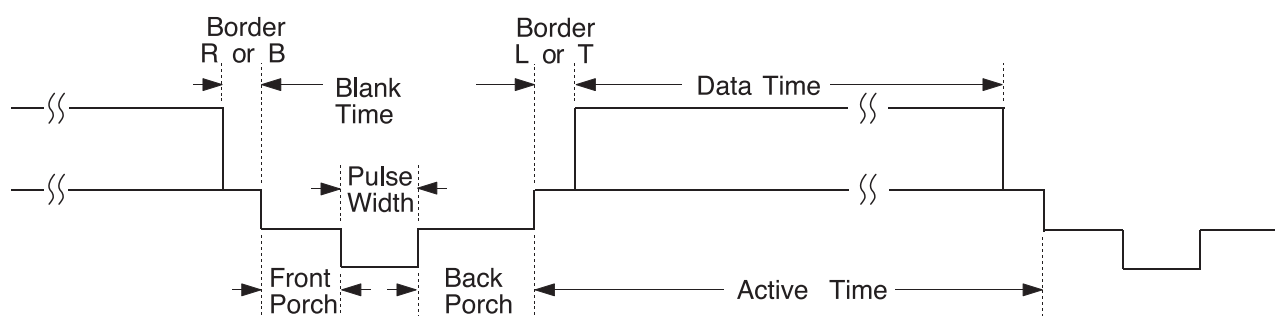 Border
R or B
Border
L or T
Blank
Time
Data Time
Pulse
Width
Front
Porch
Back
Porch
Active Time